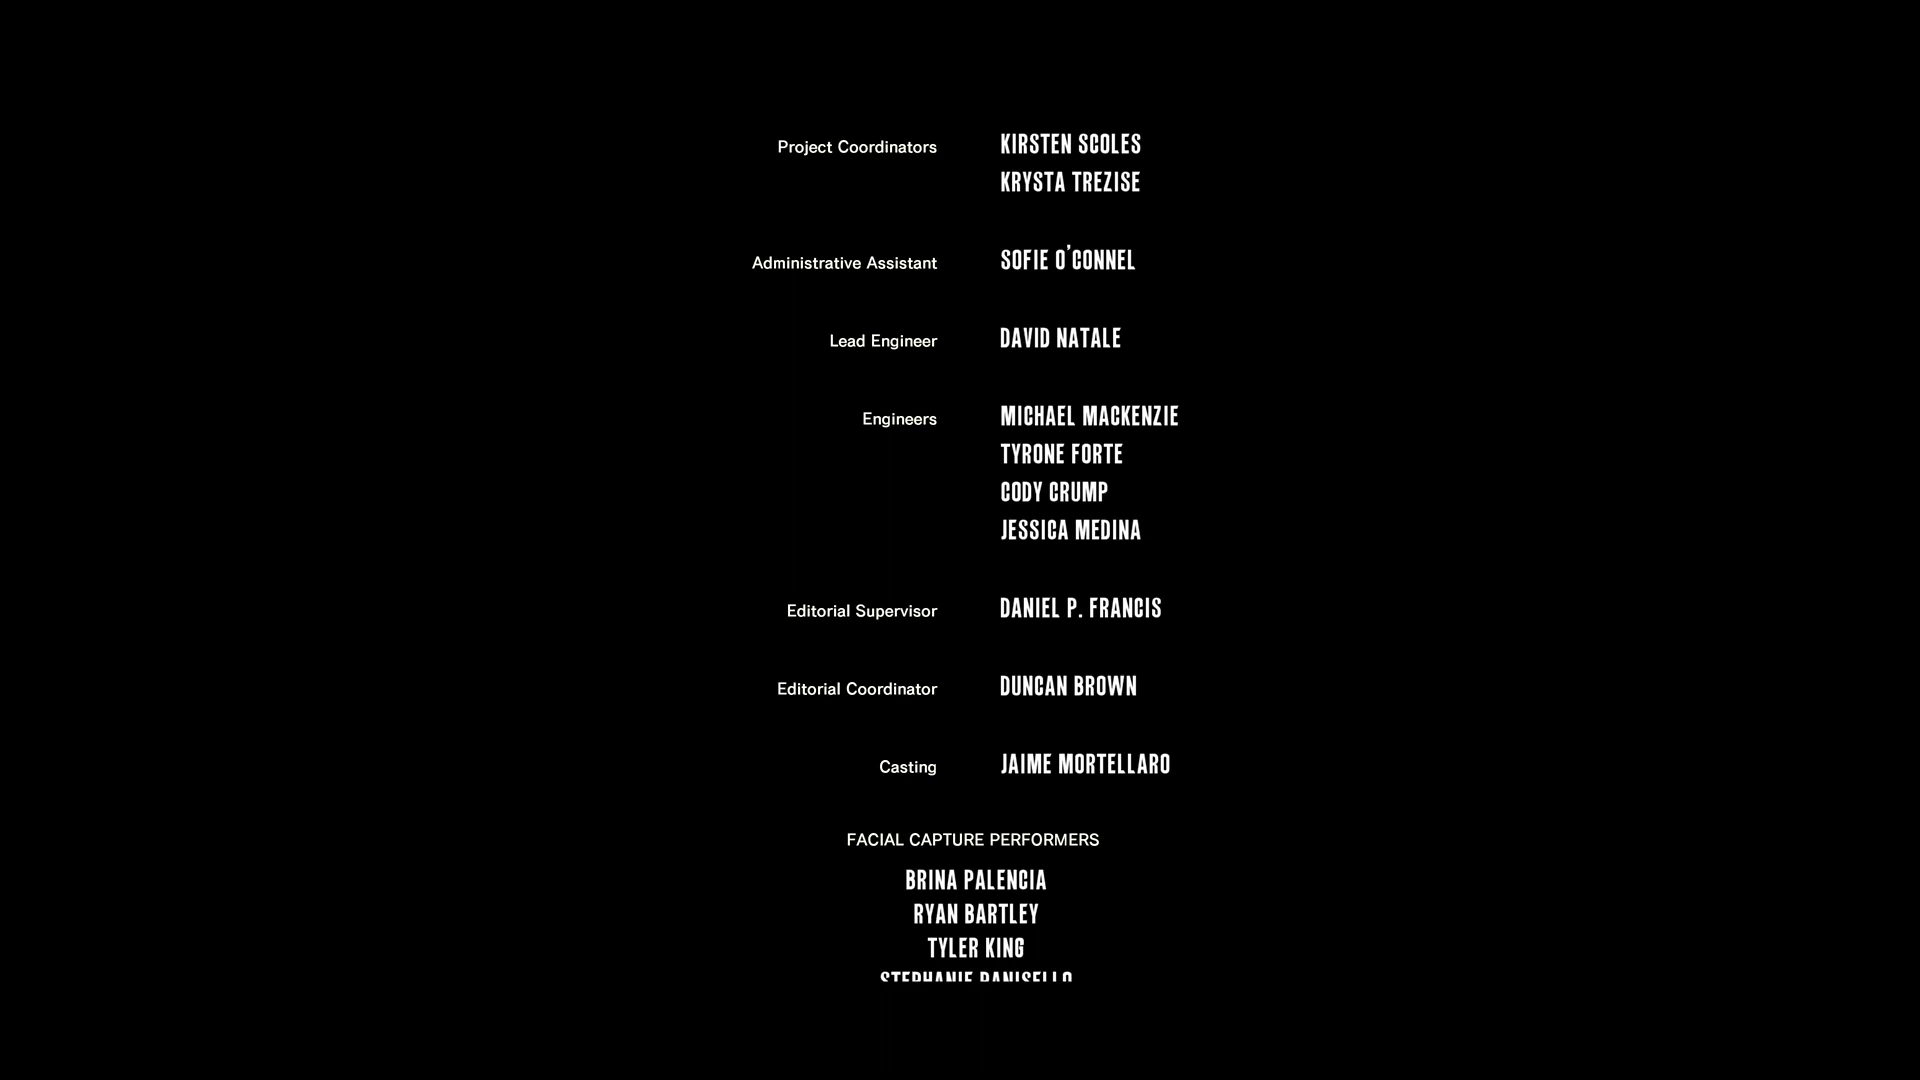 Project Coordinators KIRSTEN SCOLES
KRYSTA TREZISE
Administrative Assistant SOFIE O'CONNEL
Lead Engineer DAVID NATALE
Engineers MICHAEL MACKENZIE
TYRONE FORTE
CODY CRUMP
JESSICA MEDINA
Editorial Supervisor DANIEL P. FRANCIS
Editorial Coordinator DUNCAN BROWN
Casting JAIME MORTELLARO
FACIAL CAPTURE PERFORMERS
BRINA PALENCIA
RYAN BARTLEY
TYLER KING
STEPHANIE PANISELLO